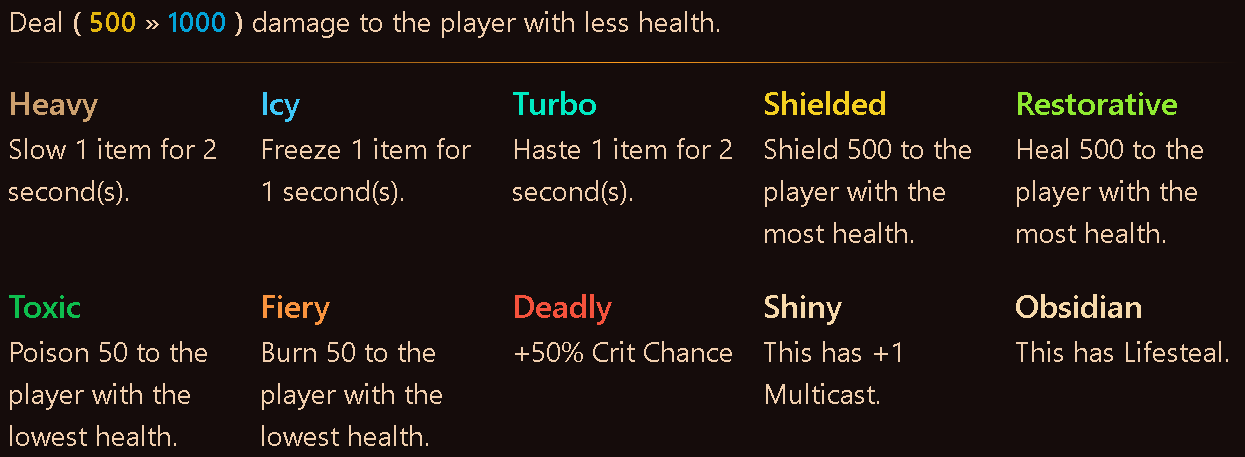 Deal ( 500 » 1000 ) damage to the player with less health.
Heavy
Slow 1 item for 2
second(s).
Icy
Freeze 1 item for
1 second(s).
Turbo
Haste 1 item for 2
second(s).
Shielded
Shield 500 to the
player with the
most health.
Restorative
Heal 500 to the
player with the
most health.
Toxic
Poison 50 to the
player with the
lowest health.
Fiery
Burn 50 to the
player with the
lowest health.
Deadly
+50% Crit Chance
Shiny
This has +1
Multicast.
Obsidian
This has Lifesteal.